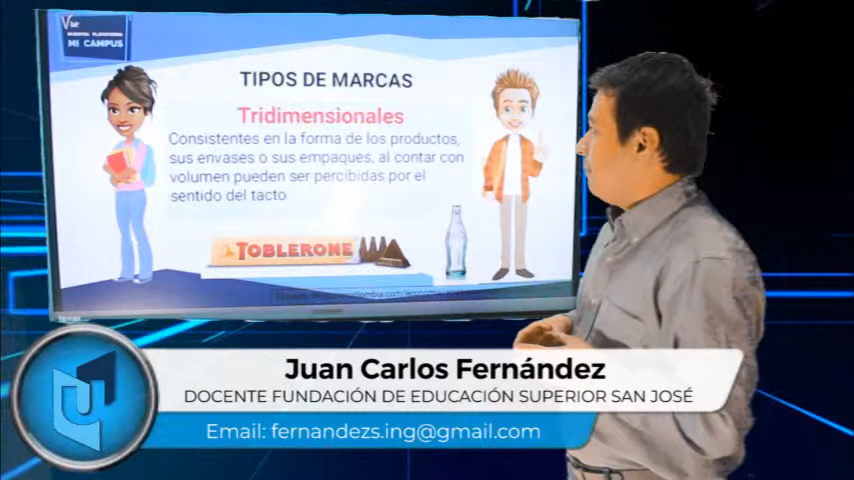 NUESTRA PLATAFORMA
MI CAMPUS
TIPOS DE MARCAS
Tridimensionales
Consistentes en la forma de los productos,
sus envases o sus empaques, al contar con
volumen pueden ser percibidas por el
sentido del tacto
TOBLERONE
Juan Carlos Fernández
DOCENTE FUNDACIÓN DE EDUCACIÓN SUPERIOR SAN JOSÉ
Email: fernandezs.ing@gmail.com